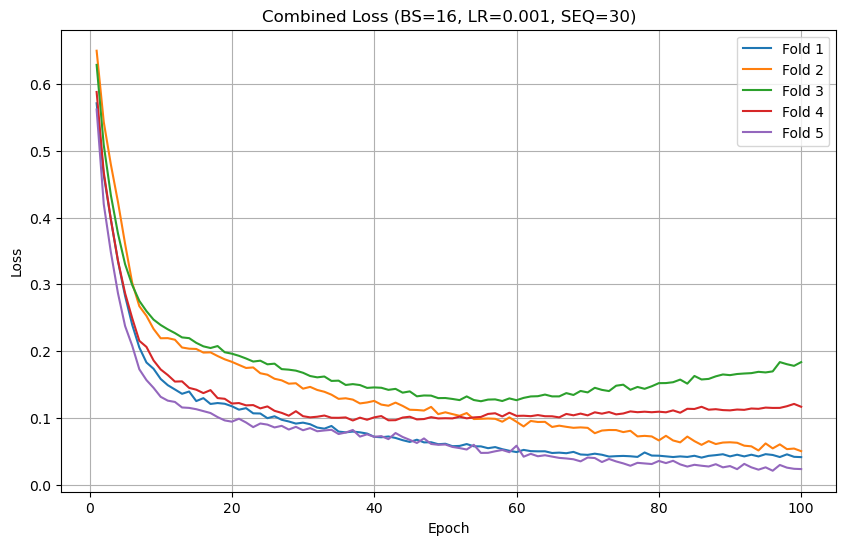 Combined Loss (BS=16, LR=0.001, SEQ=30)
Fold 1
Fold 2
Fold 3
Fold 4
Fold 5
Loss
0.6
0.5
0.4
0.3
0.2
0.1
0.0
0 20 40 60 80 100
Epoch